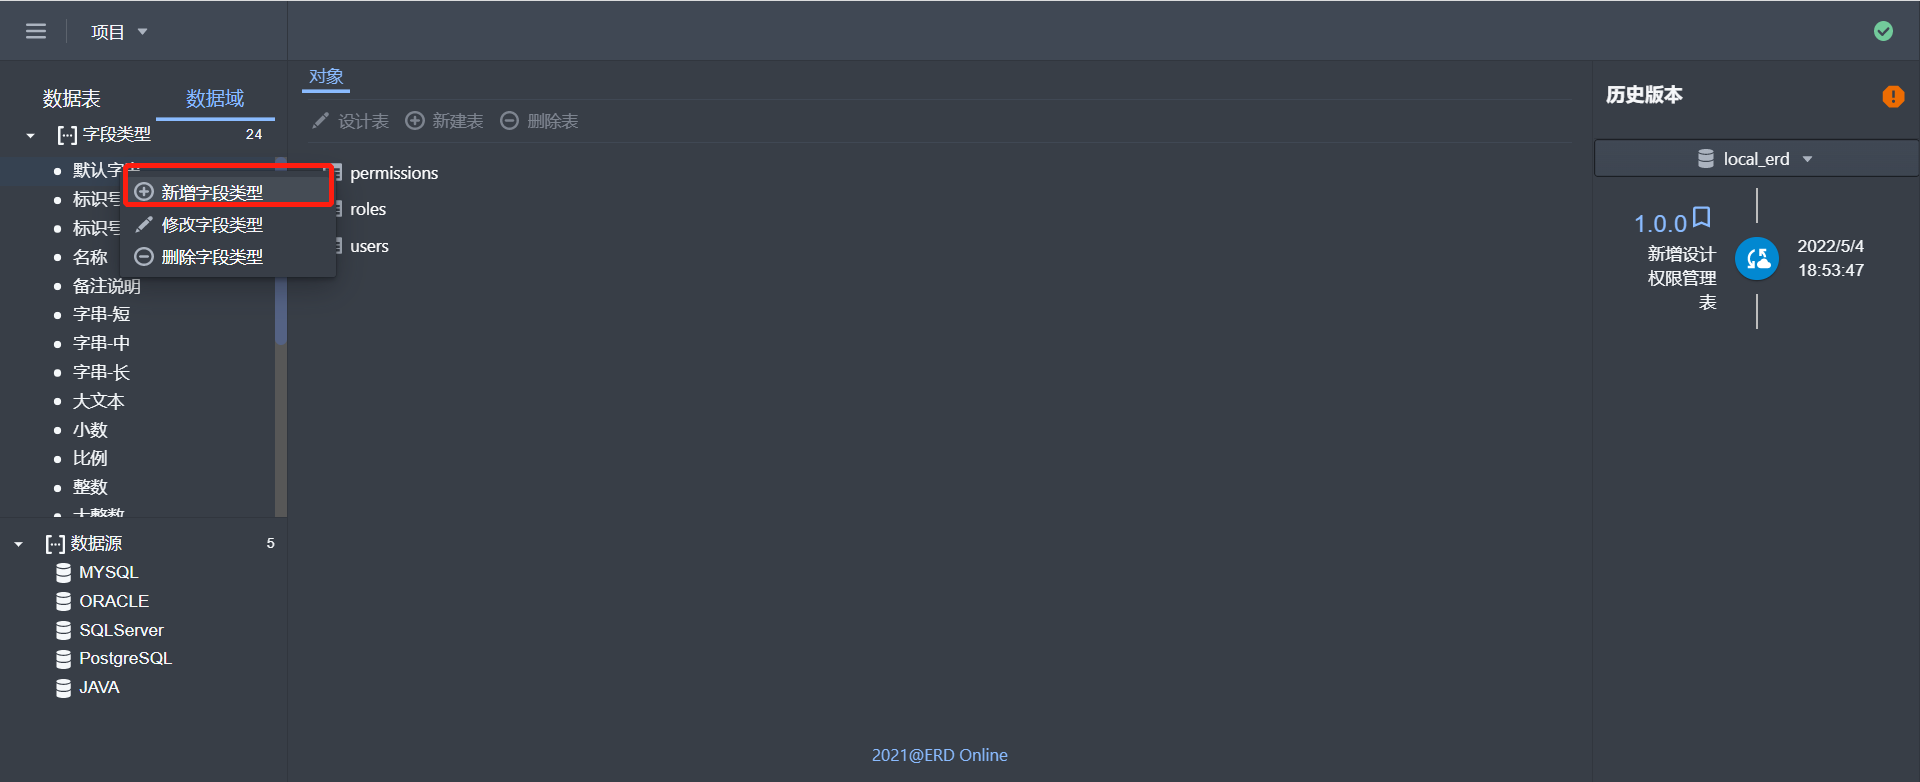 项目
数据表
数据域
字段类型
24
默认字
标识号
标识号
名称
备注说明
字串-短
字串-中
字串-长
大文本
小数
比例
整数
大整数
新增字段类型
修改字段类型
删除字段类型
数据源
5
MYSQL
ORACLE
SQLServer
PostgreSQL
JAVA
对象
设计表
新建表
删除表
permissions
roles
users
2021@ERD Online
历史版本
local_erd
1.0.0
新增设计
权限管理
表
2022/5/4
18:53:47